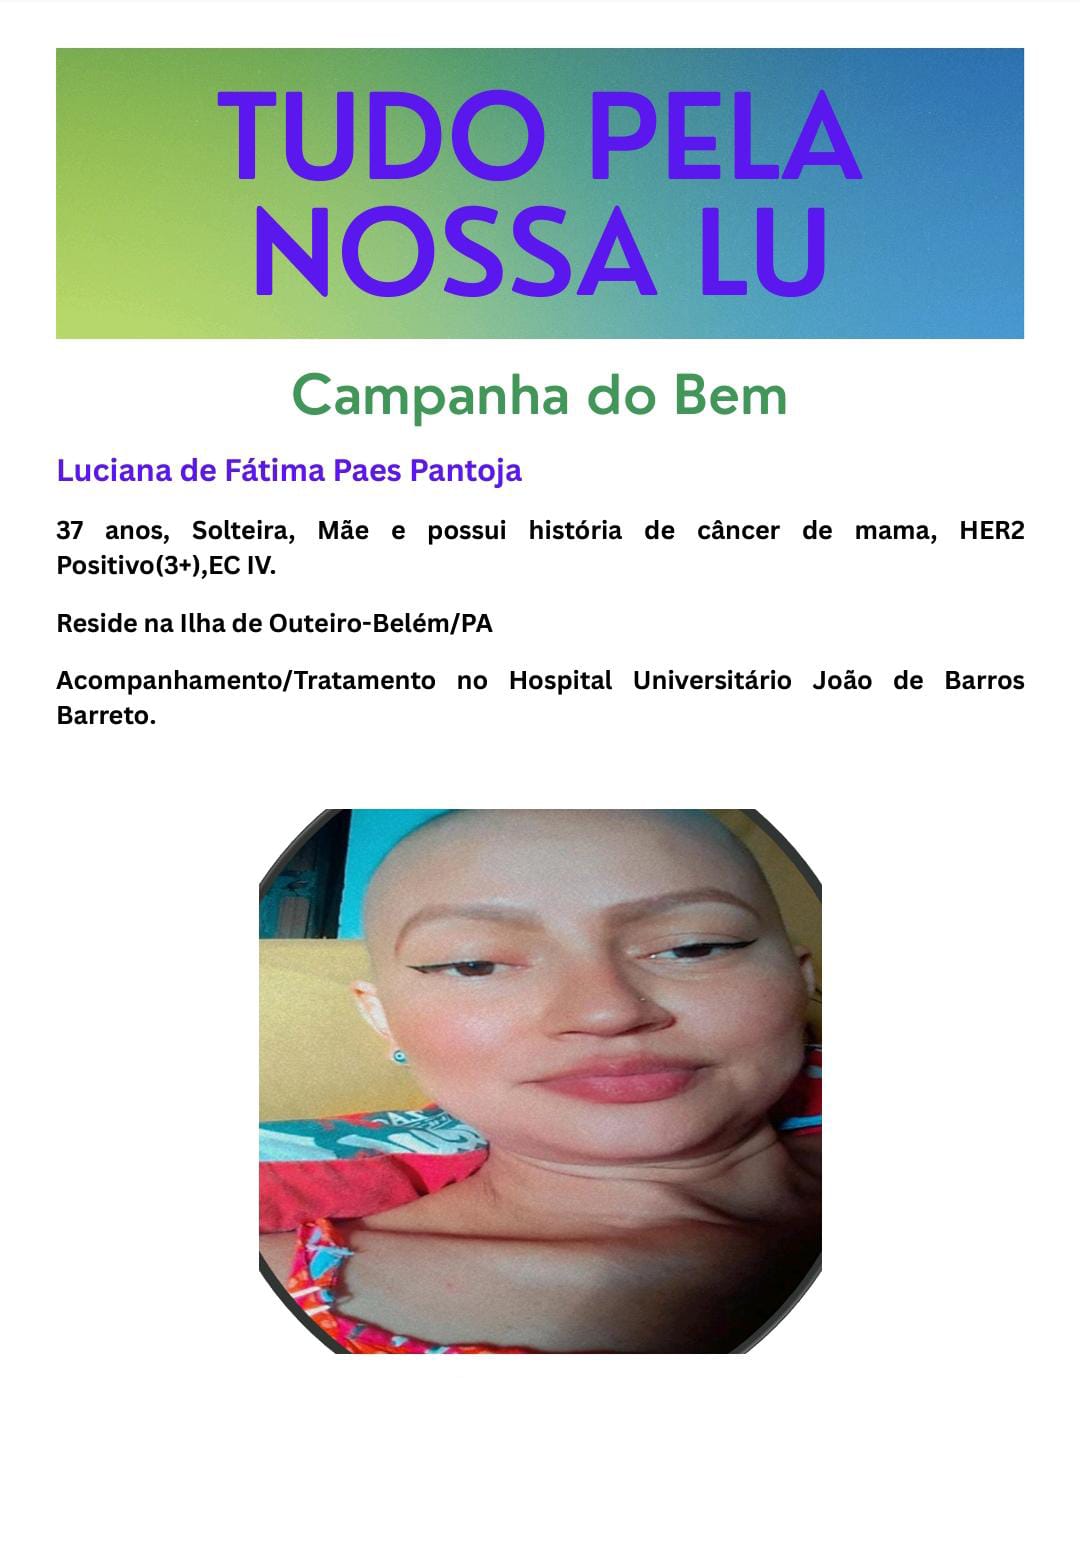 TUDO PELA
NOSSA LU
Campanha do Bem
Luciana de Fátima Paes Pantoja
37 anos, Solteira, Mãe e possui história de câncer de mama, HER2
Positivo(3+),EC IV.
Reside na Ilha de Outeiro-Belém/PA
Acompanhamento/Tratamento no Hospital Universitário João de Barros
Barreto.